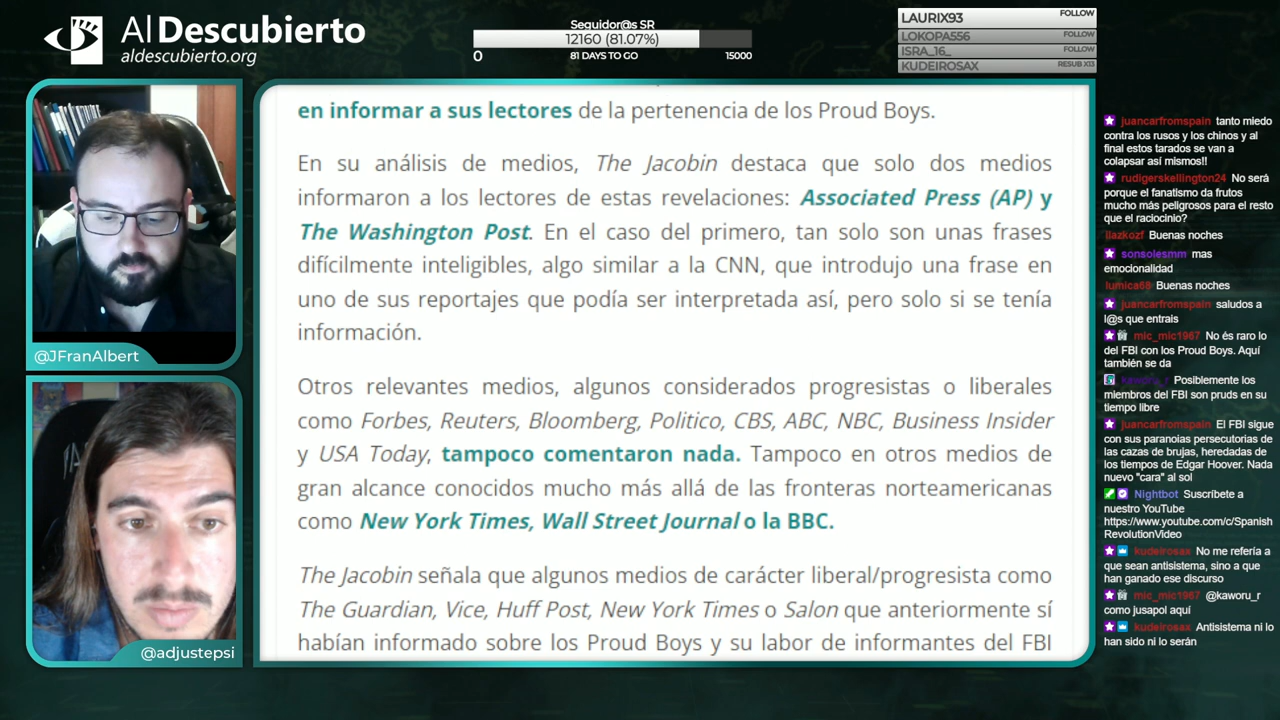 Al Descubierto
aldescubierto.org
Seguidor@s SR
12160 (81.07%)
0
81 DAYS TO GO
15000
LAURIX93 FOLLOW
LOKOPA556 FOLLOW
ISRA_16_ FOLLOW
KUDEIROSAX RESUB X13
@JFranAlbert
@adjustepsi
en informar a sus lectores de la pertenencia de los Proud Boys.
En su análisis de medios, The Jacobin destaca que solo dos medios
informaron a los lectores de estas revelaciones: Associated Press (AP) y
The Washington Post. En el caso del primero, tan solo son unas frases
difícilmente inteligibles, algo similar a la CNN, que introdujo una frase en
uno de sus reportajes que podía ser interpretada así, pero solo si se tenía
información.
Otros relevantes medios, algunos considerados progresistas o liberales
como Forbes, Reuters, Bloomberg, Politico, CBS, ABC, NBC, Business Insider
y USA Today, tampoco comentaron nada. Tampoco en otros medios de
gran alcance conocidos mucho más allá de las fronteras norteamericanas
como New York Times, Wall Street Journal o la BBC.
The Jacobin señala que algunos medios de carácter liberal/progresista como
The Guardian, Vice, Huff Post, New York Times o Salon que anteriormente sí
habían informado sobre los Proud Boys y su labor de informantes del FBI
juancarfromspain tanto miedo
contra los rusos y los chinos y al
final estos tarados se van a
colapsar así mismos!!
rudigerskellington24 No será
porque el fanatismo da frutos
mucho más peligrosos para el resto
que el raciocinio?
ilazkozf Buenas noches
sonsolesmm mas
emocionalidad
lumica68 Buenas noches
juancarfromspain saludos a
l@s que entrais
mic_mic1967 No és raro lo
del FBI con los Proud Boys. Aquí
también se da
kaworu_r Posiblemente los
miembros del FBI son pruds en su
tiempo libre
juancarfromspain El FBI sigue
con sus paranoias persecutorias de
las cazas de brujas, heredadas de
los tiempos de Edgar Hoover. Nada
nuevo "cara" al sol
Nightbot Suscríbete a
nuestro YouTube
https://www.youtube.com/c/Spanish
RevolutionVideo
kudeirosax No me refería a
que sean antisistema, sino a que
han ganado ese discurso
mic_mic1967 @kaworu_r
como jusapol aquí
kudeirosax Antisistema ni lo
han sido ni lo serán